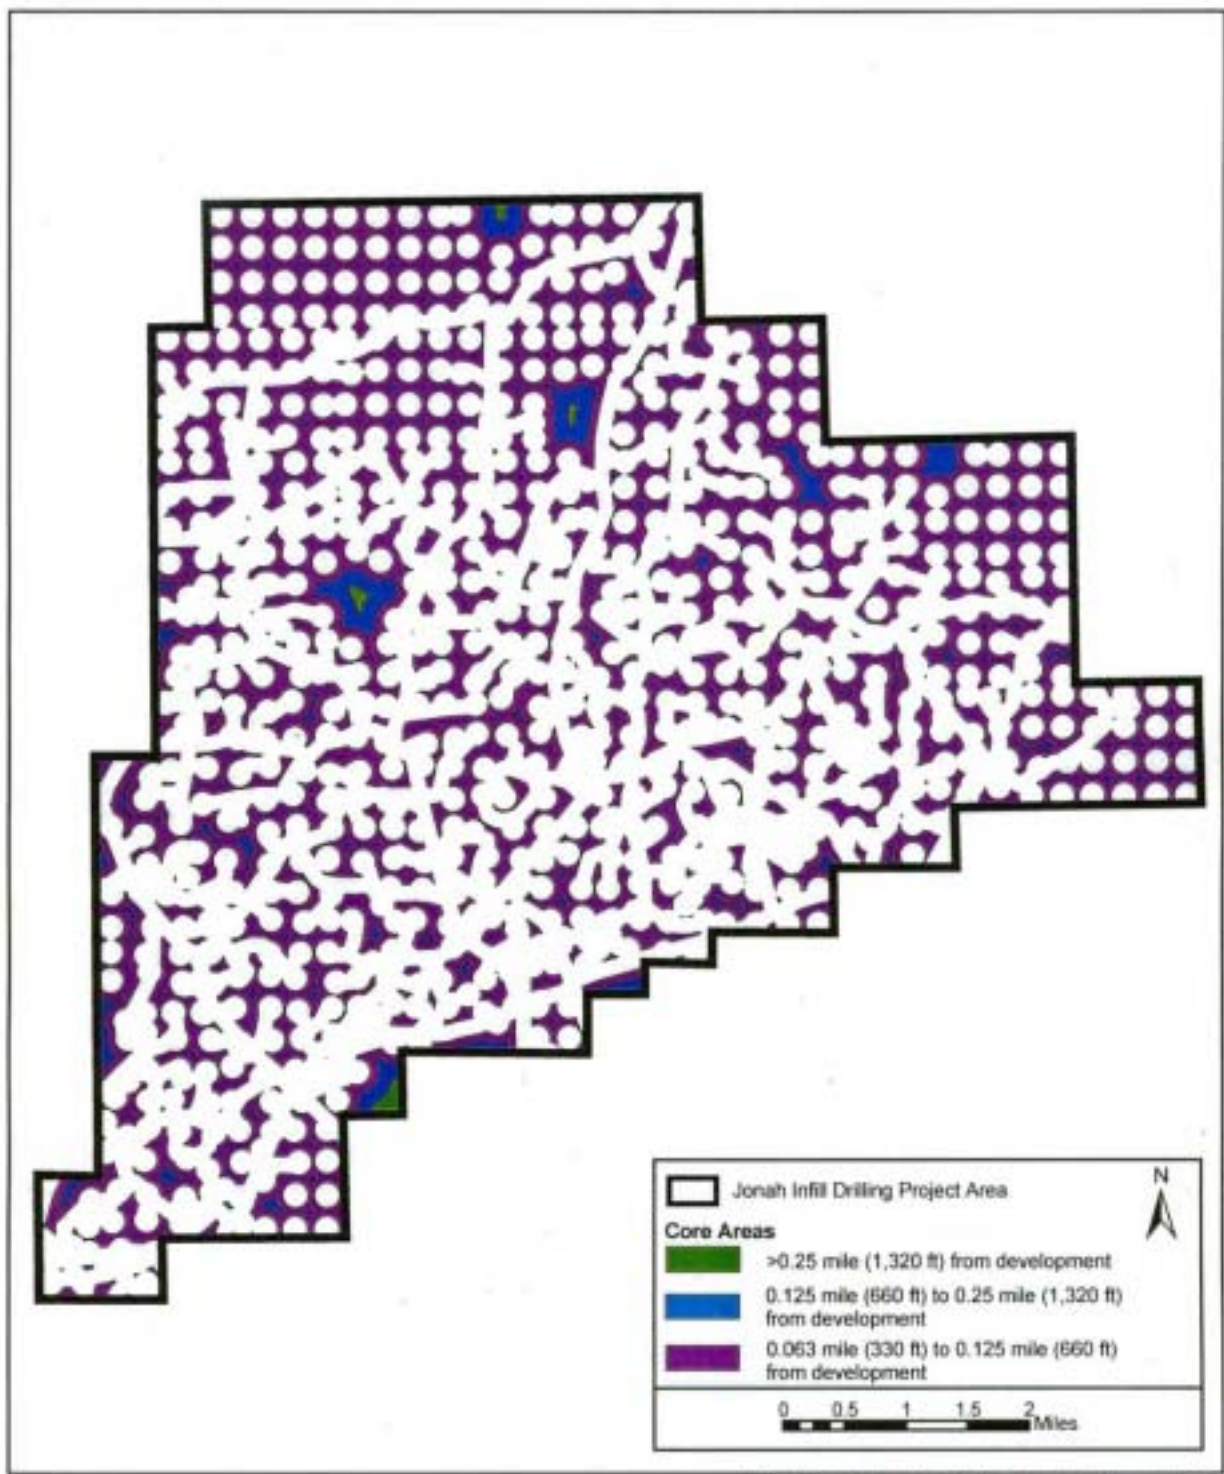 Jonah Infill Drilling Project Area
N
Core Areas
>0.25 mile (1,320 ft) from development
0.125 mile (660 ft) to 0.25 mile (1,320 ft)
from development
0.063 mile (330 ft) to 0.125 mile (660 ft)
from development
0 0.5 1 1.5 2
Miles